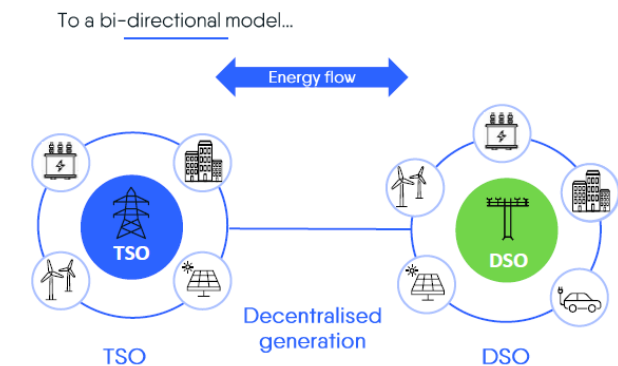 To a bi-directional model...
Energy flow
TSO
DSO
Decentralised
generation
TSO
DSO